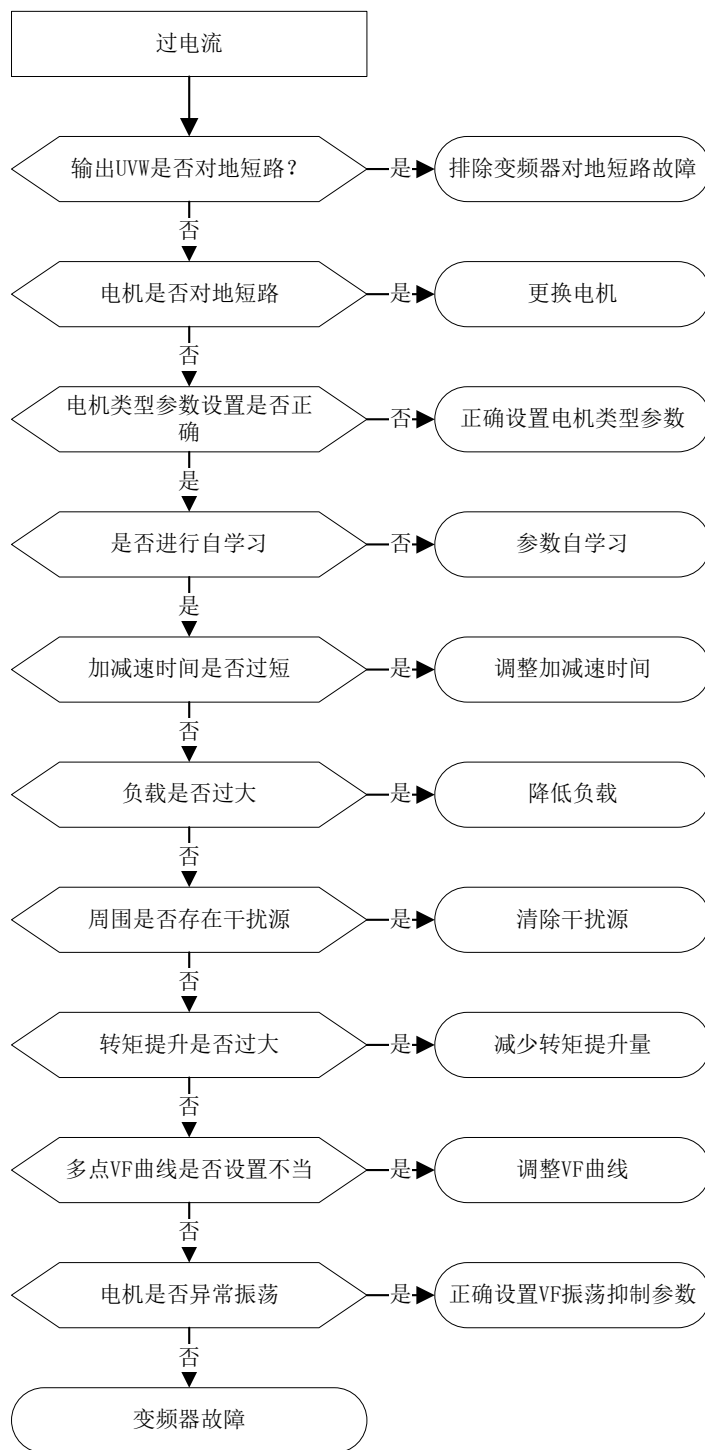 过电流
输出UVW是否对地短路？
是
排除变频器对地短路故障
否
电机是否对地短路
是
更换电机
否
电机类型参数设置是否正
确
否
正确设置电机类型参数
是
是否进行自学习
否
参数自学习
是
加减速时间是否过短
是
调整加减速时间
否
负载是否过大
是
降低负载
否
周围是否存在干扰源
是
清除干扰源
否
转矩提升是否过大
是
减少转矩提升量
否
多点VF曲线是否设置不当
是
调整VF曲线
否
电机是否异常振荡
是
正确设置VF振荡抑制参数
否
变频器故障